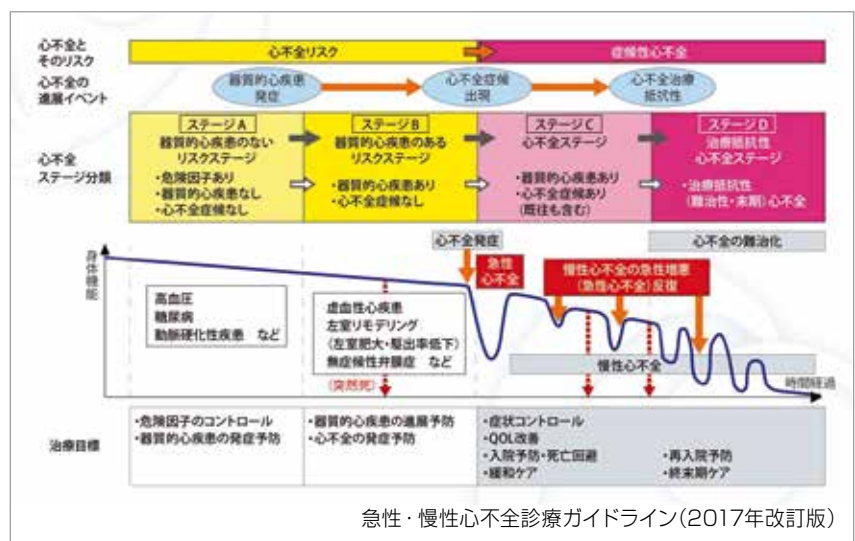 心不全と
そのリスク
心不全リスク
症候性心不全
心不全の
進展イベント
器質的心疾患
発症
心不全症候
出現
心不全治療
抵抗性
心不全
ステージ分類
ステージA
器質的心疾患のない
リスクステージ
・危険因子あり
・器質的心疾患なし
・心不全症候なし
ステージB
器質的心疾患のある
リスクステージ
・器質的心疾患あり
・心不全症候なし
ステージC
心不全ステージ
・器質的心疾患あり
・心不全症候あり
(既往も含む)
ステージD
治療抵抗性
心不全ステージ
・治療抵抗性
(難治性・末期)心不全
身体機能
心不全発症
急性
心不全
慢性心不全の急性増悪
(急性心不全)反復
心不全の難治化
高血圧
糖尿病
動脈硬化性疾患 など
虚血性心疾患
左室リモデリング
(左室肥大・駆出率低下)
無症候性弁膜症 など
(突然死)
慢性心不全
時間経過
治療目標
・危険因子のコントロール
・器質的心疾患の発症予防
・器質的心疾患の進展予防
・心不全の発症予防
・症状コントロール
・QOL改善
・入院予防・死亡回避
・緩和ケア
・再入院予防
・終末期ケア
急性・慢性心不全診療ガイドライン(2017年改訂版)